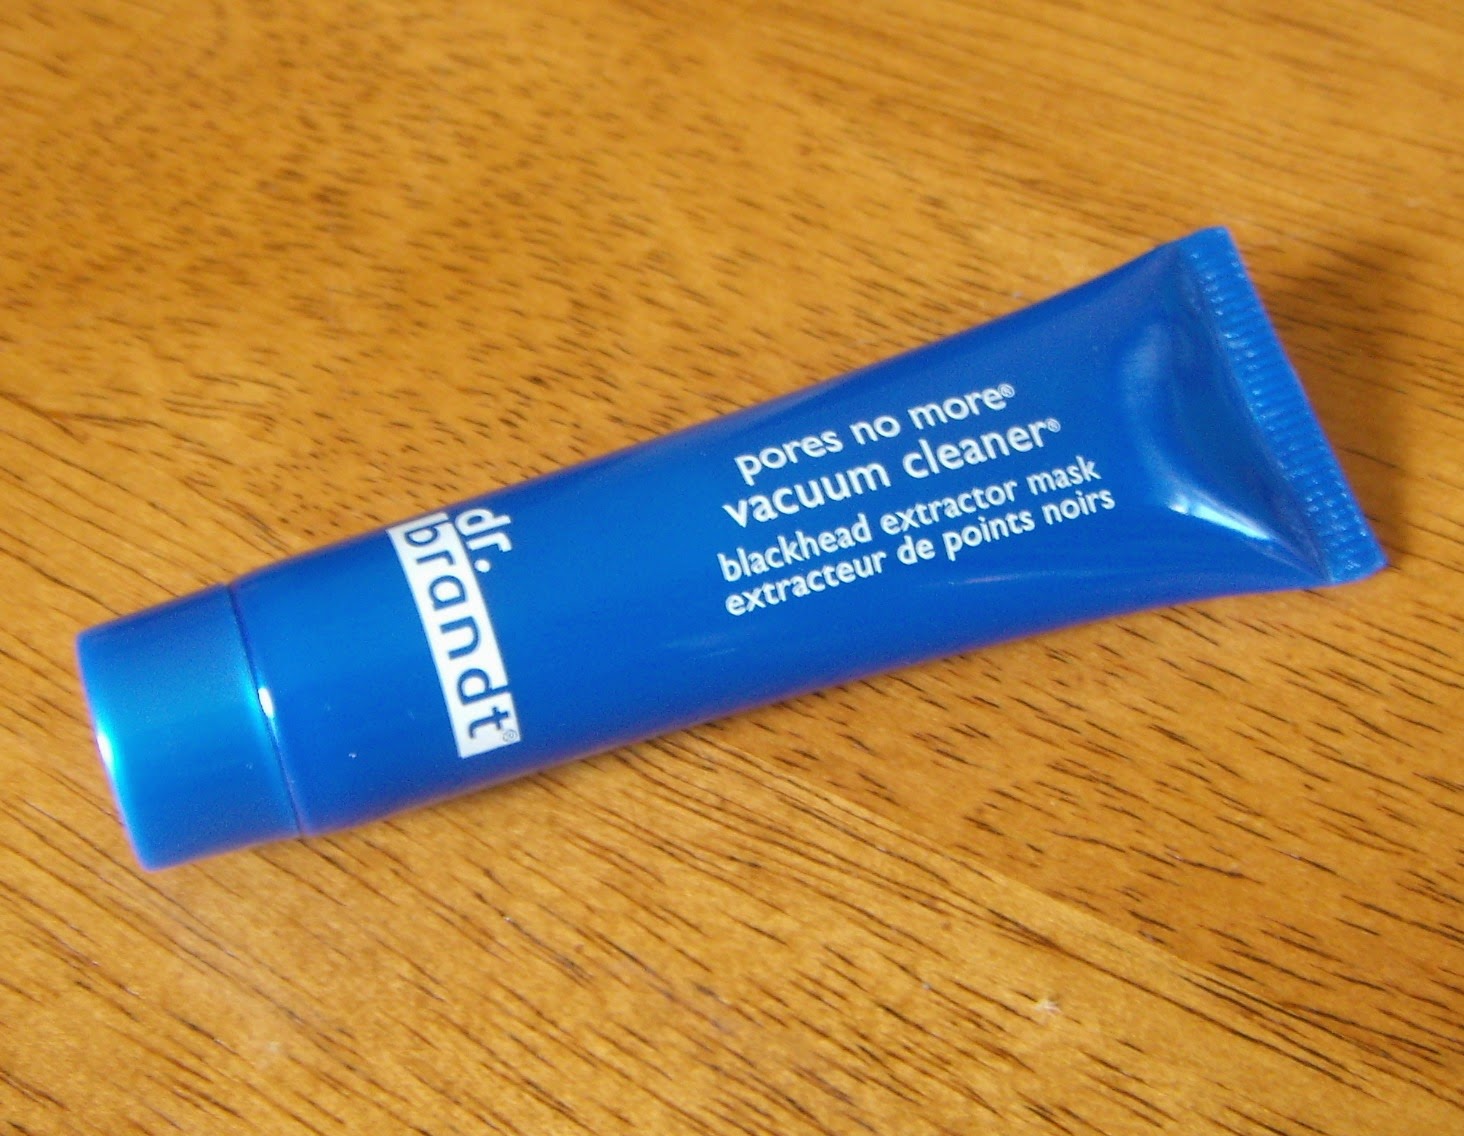 dr.
brandt®
pores no more®
vacuum cleaner®
blackhead extractor mask
extracteur de points noirs